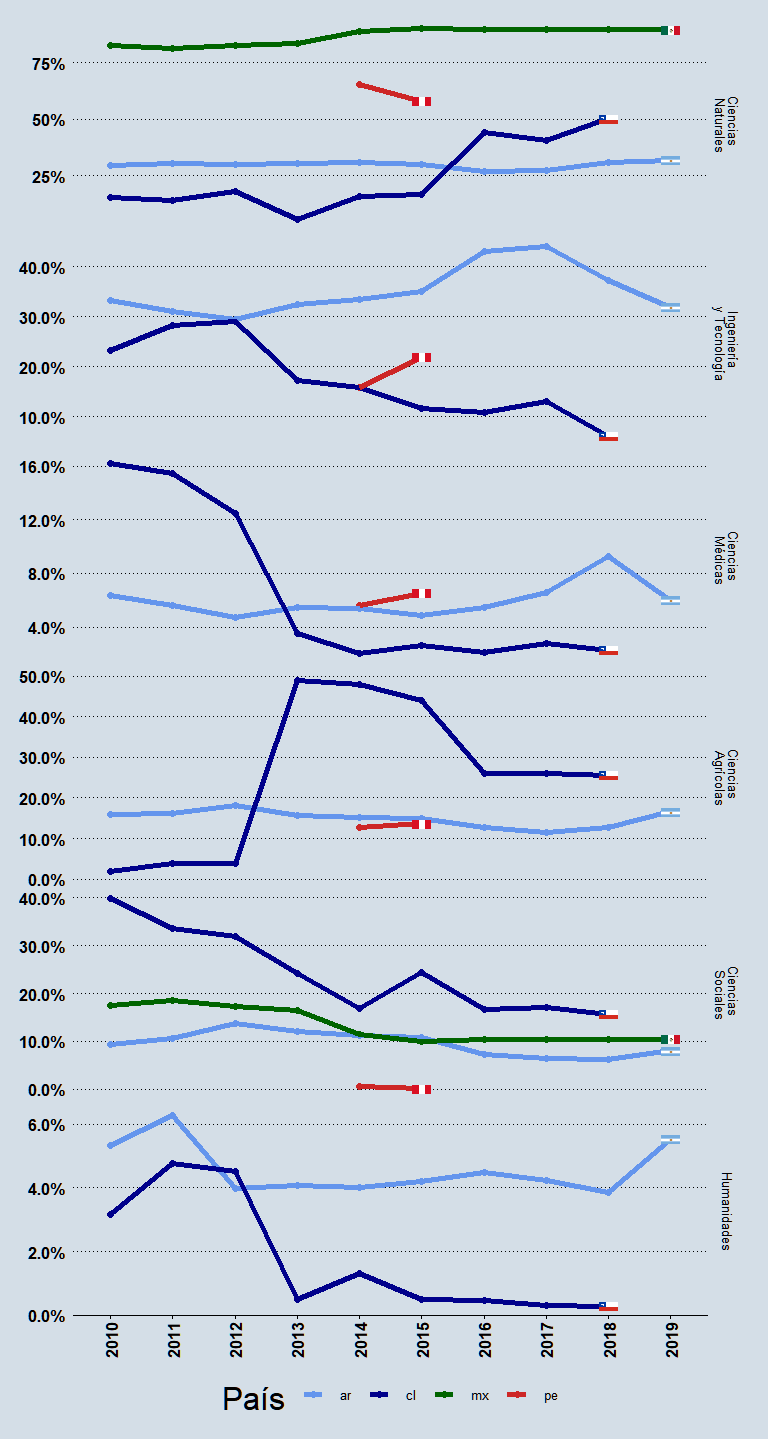 75%
50%
25%
Ciencias
Naturales
40.0%
30.0%
20.0%
10.0%
Ingeniería
y Tecnología
16.0%
12.0%
8.0%
4.0%
Ciencias
Médicas
50.0%
40.0%
30.0%
20.0%
10.0%
0.0%
Ciencias
Agrícolas
40.0%
30.0%
20.0%
10.0%
0.0%
Ciencias
Sociales
6.0%
4.0%
2.0%
0.0%
Humanidades
2010 2011 2012 2013 2014 2015 2016 2017 2018 2019
País ar cl mx pe